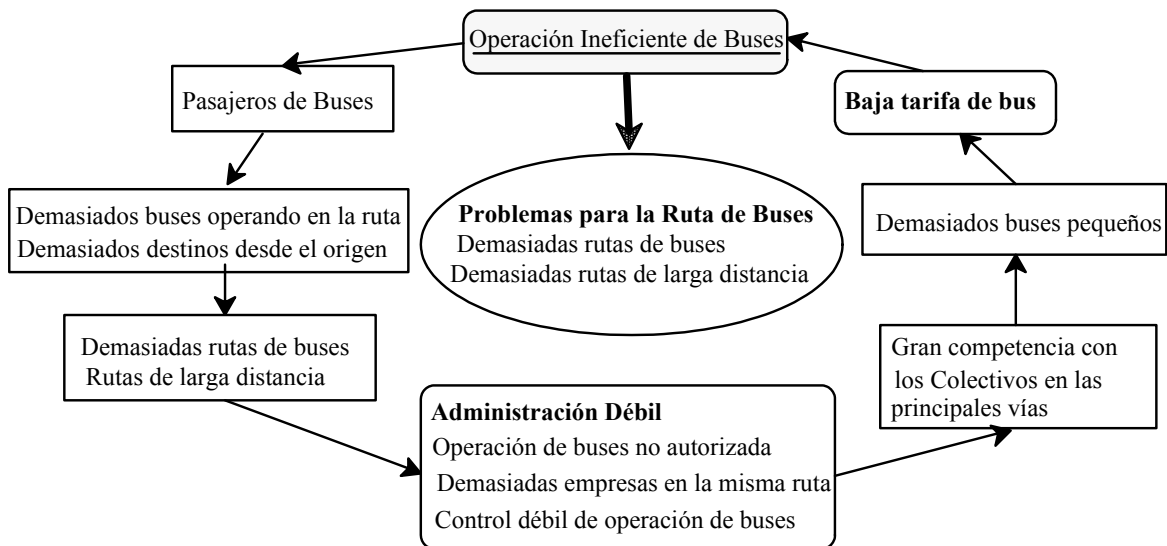 Operación Ineficiente de Buses
Pasajeros de Buses
Baja tarifa de bus
Demasiados buses operando en la ruta
Demasiados destinos desde el origen
Problemas para la Ruta de Buses
Demasiadas rutas de buses
Demasiadas rutas de larga distancia
Demasiados buses pequeños
Demasiadas rutas de buses
Rutas de larga distancia
Gran competencia con
los Colectivos en las
principales vías
Administración Débil
Operación de buses no autorizada
Demasiadas empresas en la misma ruta
Control débil de operación de buses